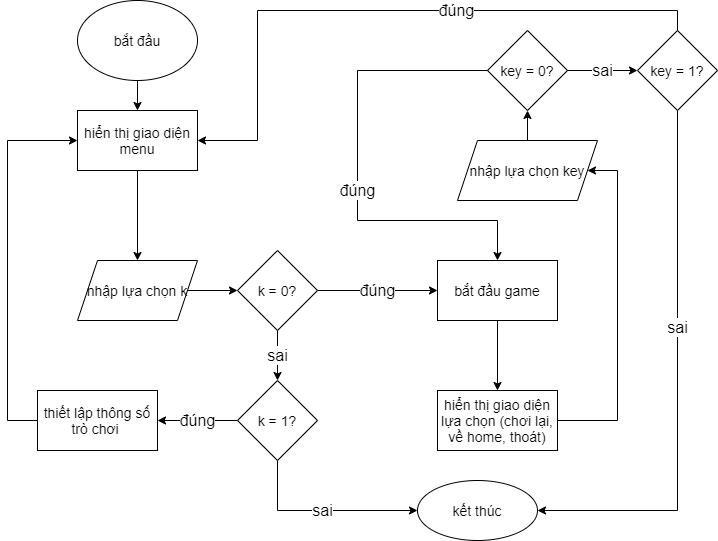 đúng
bắt đầu
key = 0?
sai
key = 1?
hiển thị giao diện
menu
nhập lựa chọn key
đúng
nhập lựa chọn k
k = 0?
đúng
bắt đầu game
sai
sai
thiết lập thông số
trò chơi
đúng
k = 1?
hiển thị giao diện
lựa chọn (chơi lại,
về home, thoát)
sai
kết thúc